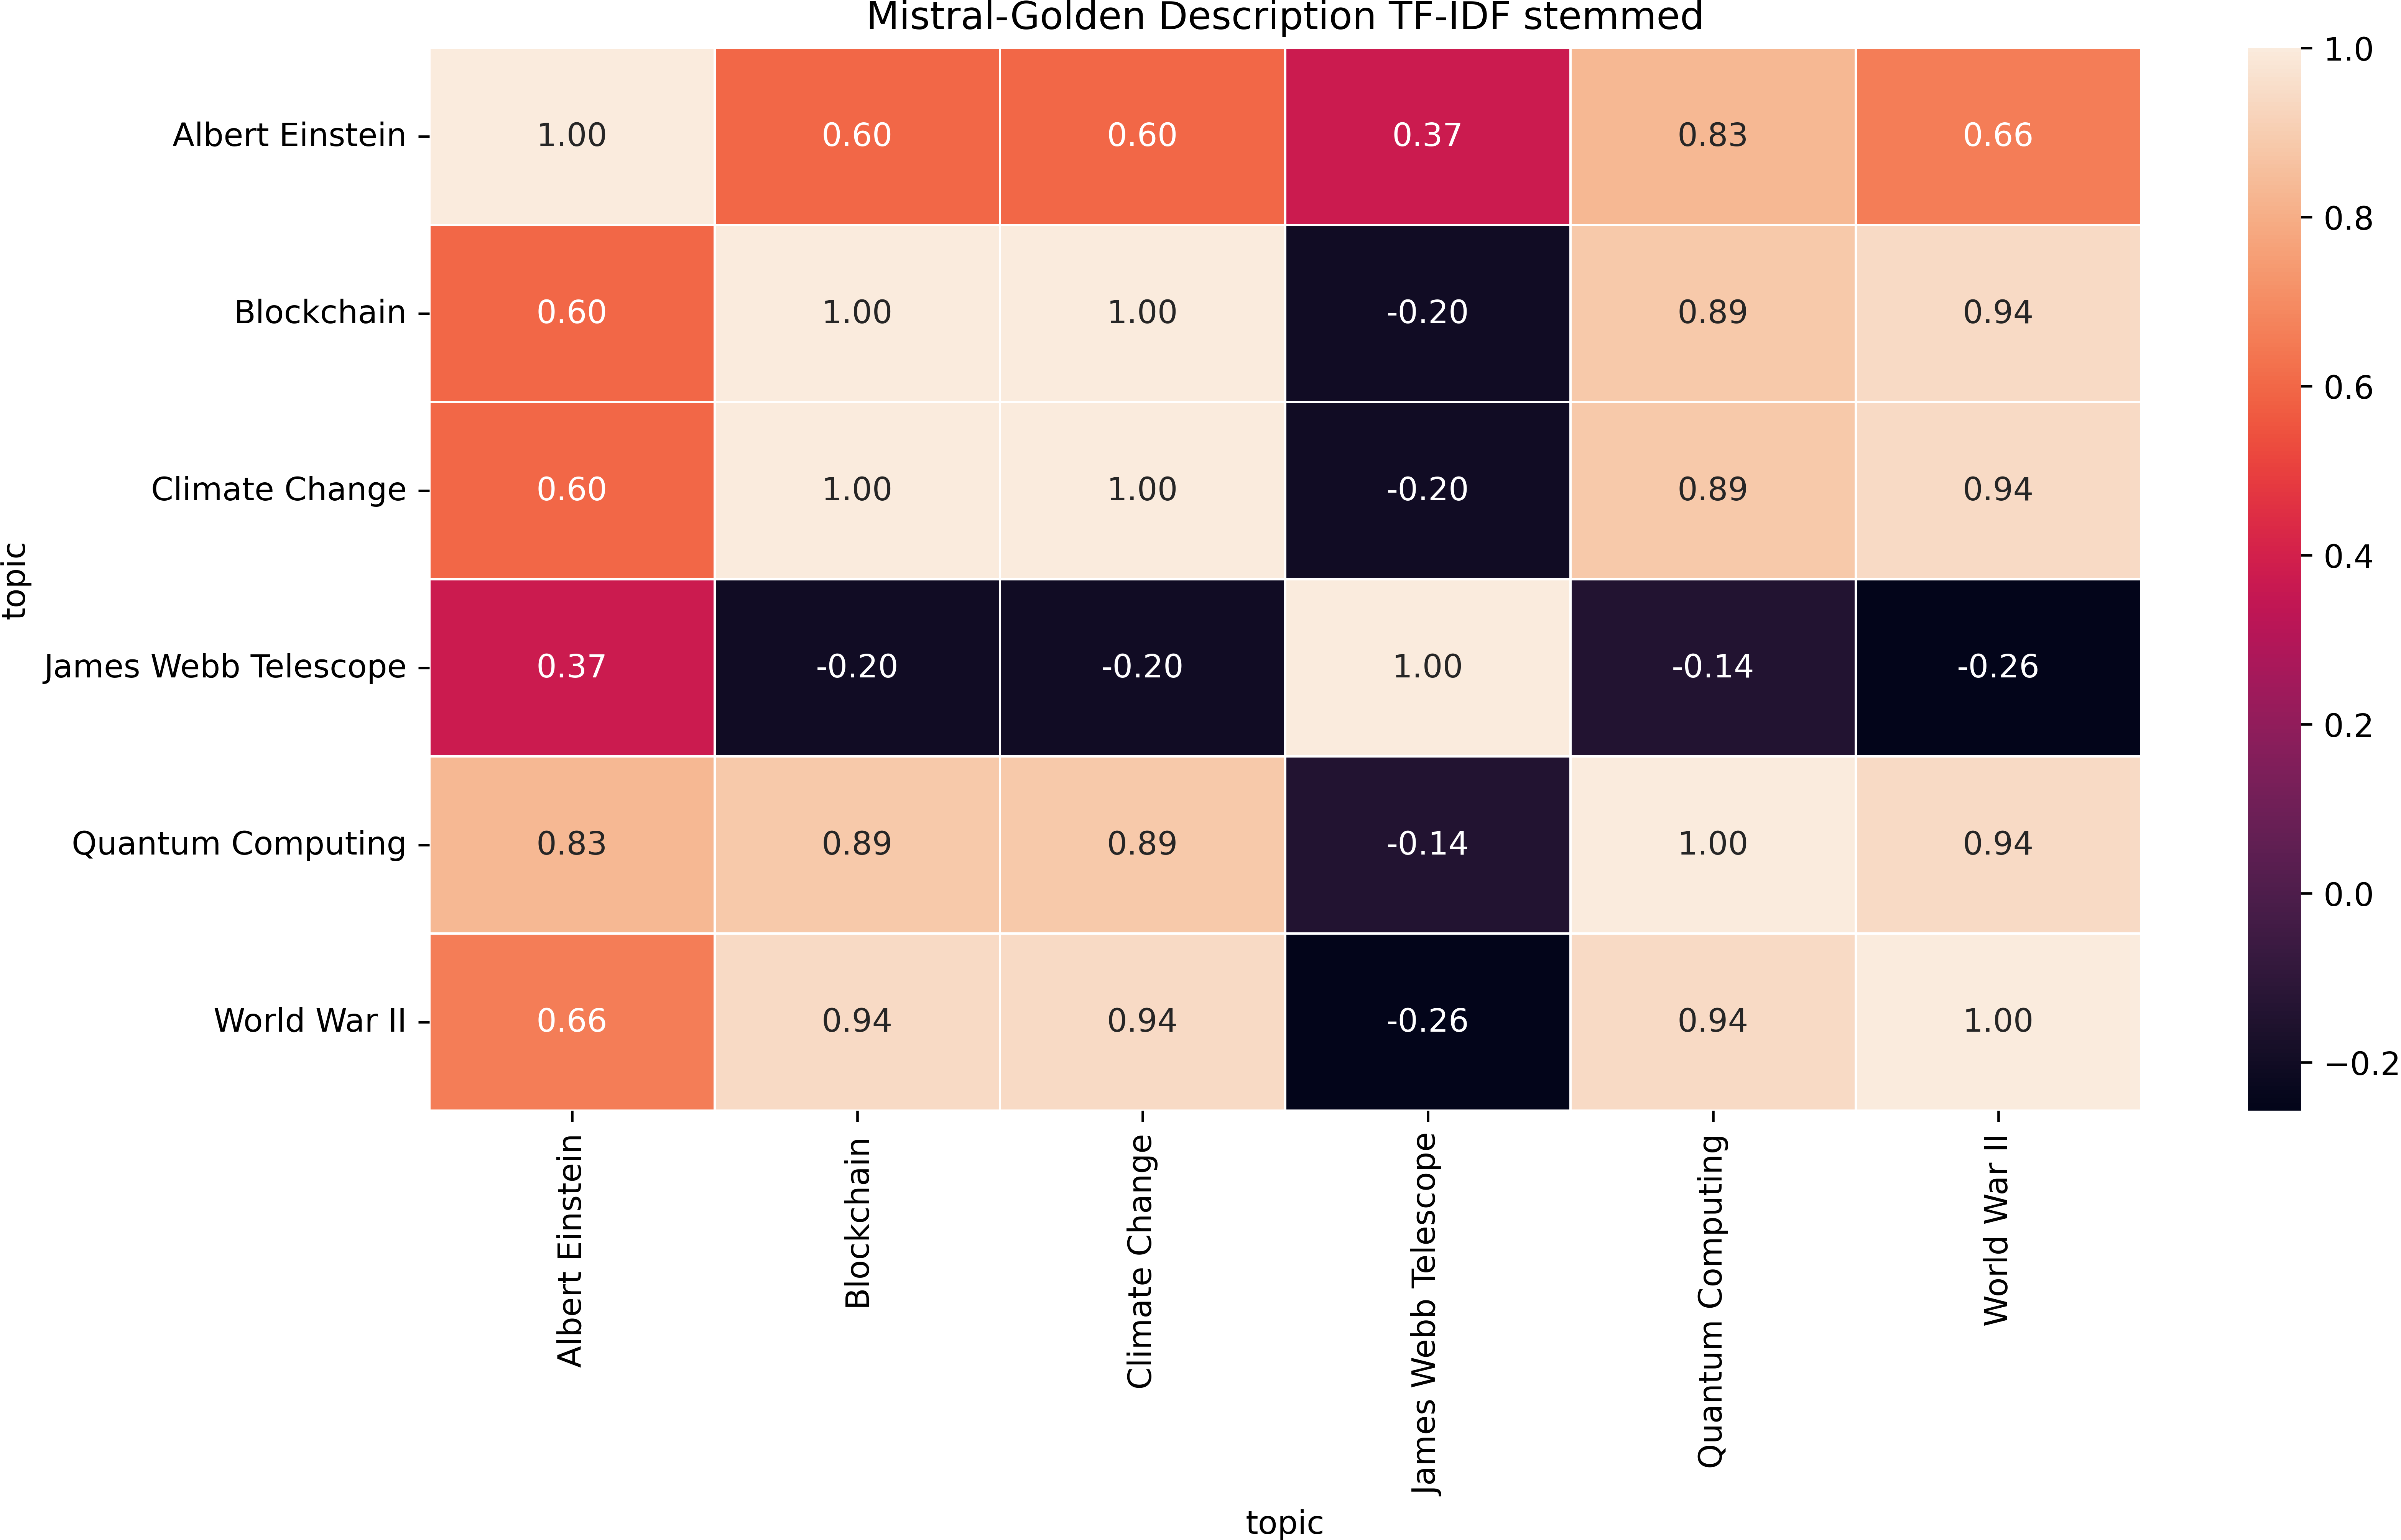 Mistral-Golden Description TF-IDF stemmed
Albert Einstein 1.00 0.60 0.60 0.37 0.83 0.66
Blockchain 0.60 1.00 1.00 -0.20 0.89 0.94
Climate Change 0.60 1.00 1.00 -0.20 0.89 0.94
James Webb Telescope 0.37 -0.20 -0.20 1.00 -0.14 -0.26
Quantum Computing 0.83 0.89 0.89 -0.14 1.00 0.94
World War II 0.66 0.94 0.94 -0.26 0.94 1.00
topic
Albert Einstein
Blockchain
Climate Change
James Webb Telescope
Quantum Computing
World War II
topic
1.0
0.8
0.6
0.4
0.2
0.0
−0.2